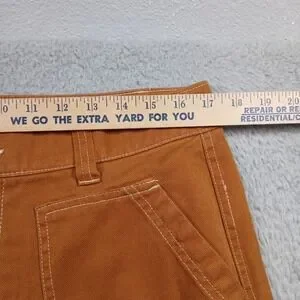 10 11 12 13 14 15 16 17 18 19 20
WE GO THE EXTRA YARD FOR YOU
REPAIR OR RE
RESIDENTIAL/C